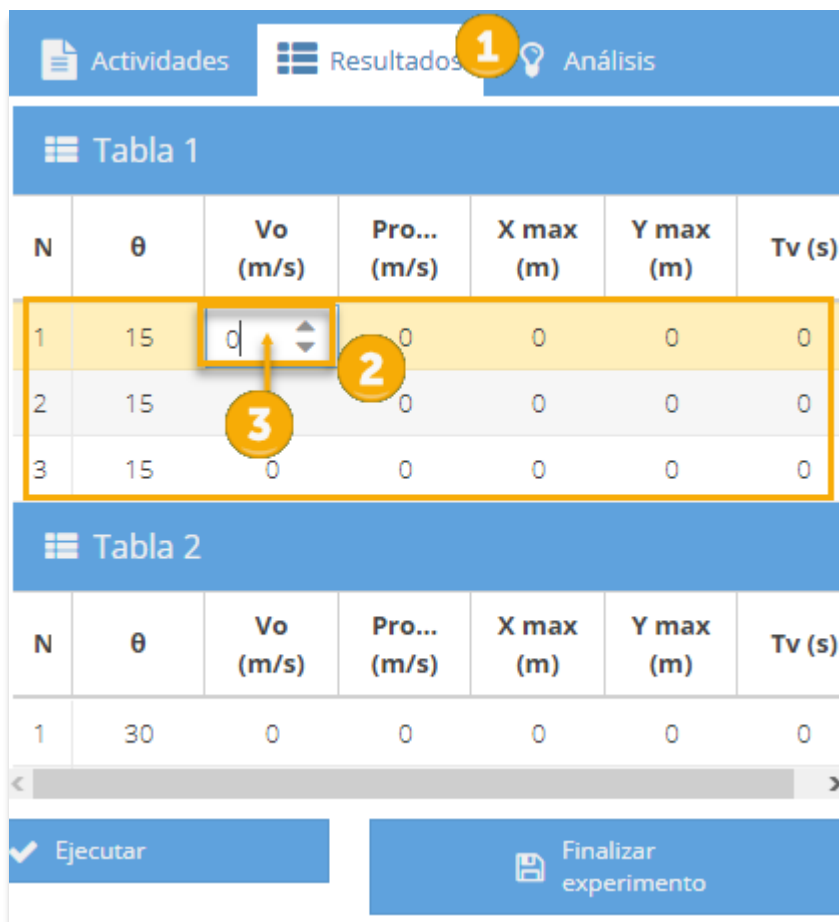 Actividades Resultados 1 Análisis
Tabla 1
N θ Vo (m/s) Pro... (m/s) X max (m) Y max (m) Tv (s)
1 15 0 0 0 0 0
2
2 15 0 0 0 0
3
3 15 0 0 0 0 0
Tabla 2
N θ Vo (m/s) Pro... (m/s) X max (m) Y max (m) Tv (s)
1 30 0 0 0 0 0
Ejecutar
Finalizar
experimento